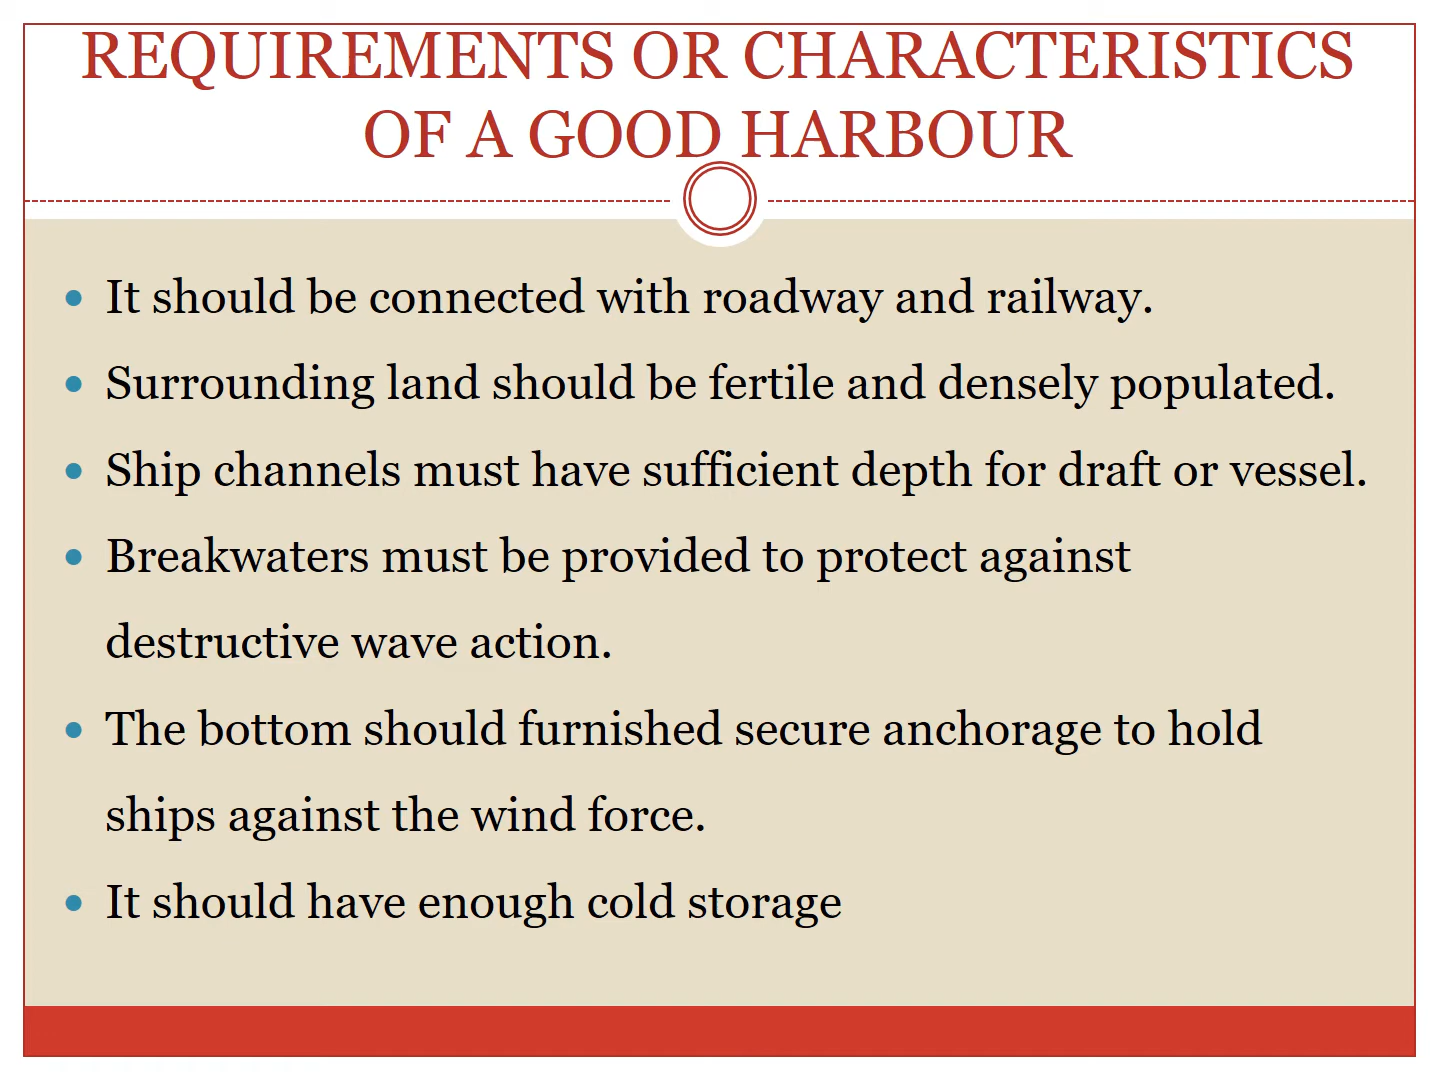 REQUIREMENTS OR CHARACTERISTICS
OF A GOOD HARBOUR
• It should be connected with roadway and railway.
• Surrounding land should be fertile and densely populated.
• Ship channels must have sufficient depth for draft or vessel.
• Breakwaters must be provided to protect against
destructive wave action.
• The bottom should furnished secure anchorage to hold
ships against the wind force.
• It should have enough cold storage